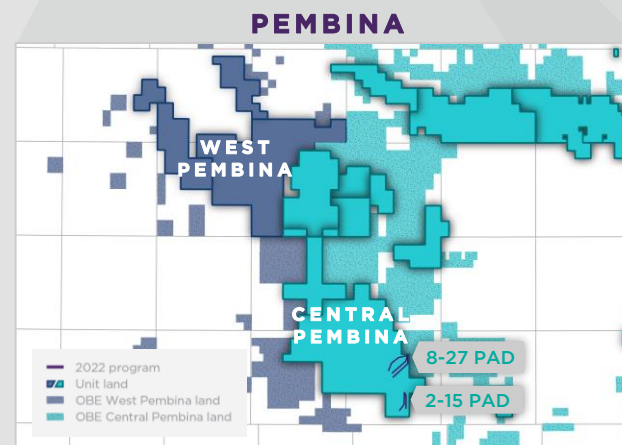 PEMBINA
WEST
PEMBINA
CENTRAL
PEMBINA
8-27 PAD
2-15 PAD
2022 program
Unit land
OBE West Pembina land
OBE Central Pembina land